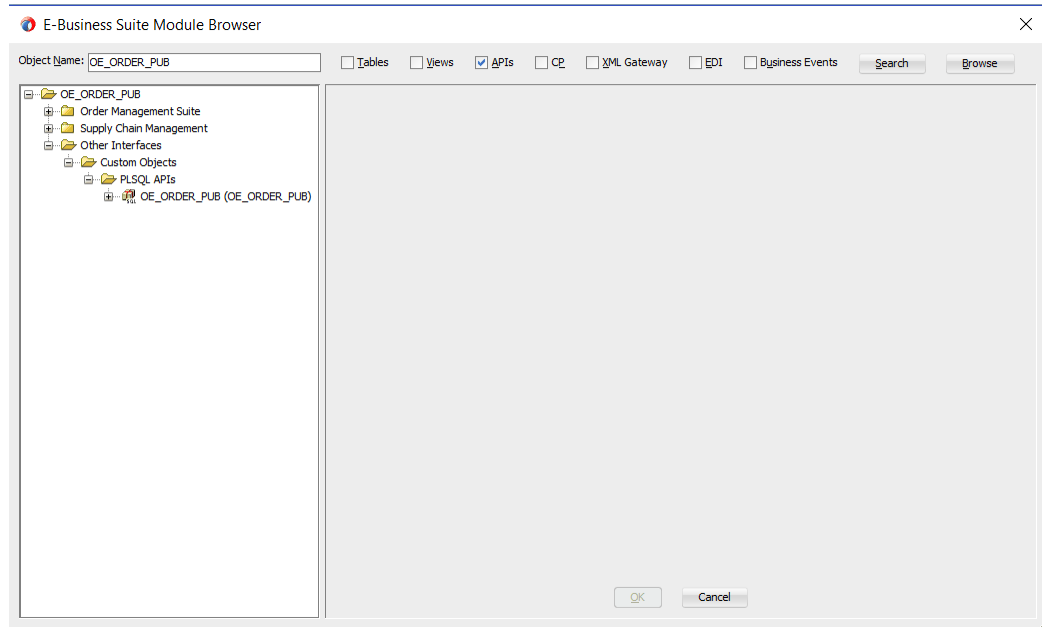 E-Business Suite Module Browser
Object Name: OE_ORDER_PUB Tables Views APIs CP XML Gateway EDI Business Events Search Browse
OE_ORDER_PUB
Order Management Suite
Supply Chain Management
Other Interfaces
Custom Objects
PLSQL APIs
OE_ORDER_PUB (OE_ORDER_PUB)
OK Cancel